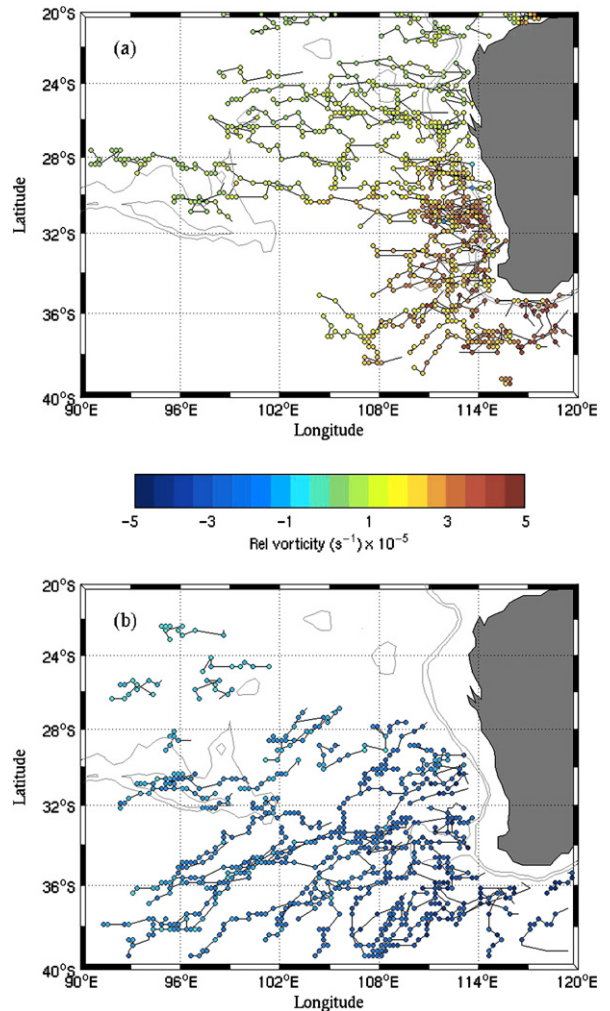 20°S
(a)
24°S
28°S
32°S
36°S
40°S
Latitude
90°E 96°E 102°E 108°E 114°E 120°E
Longitude
-5 -3 -1 1 3 5
Rel vorticity (s⁻¹) × 10⁻⁵
20°S
(b)
24°S
28°S
32°S
36°S
40°S
Latitude
90°E 96°E 102°E 108°E 114°E 120°E
Longitude